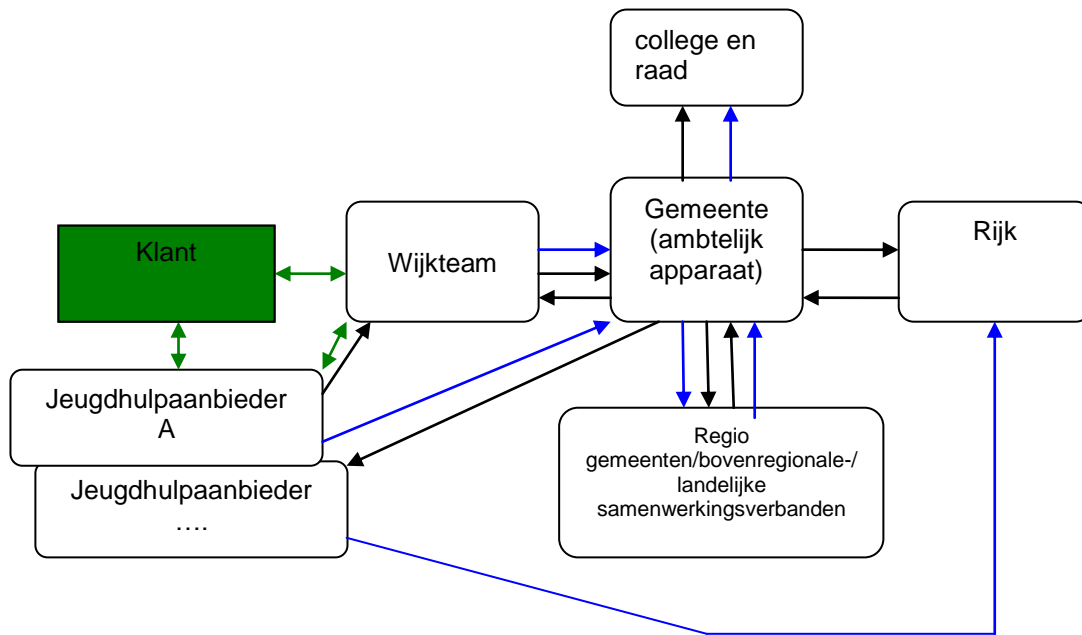 college en
raad
Klant
Wijkteam
Gemeente
(ambtelijk
apparaat)
Rijk
Jeugdhulpaanbieder
A
Jeugdhulpaanbieder
….
Regio
gemeenten/bovenregionale-/
landelijke
samenwerkingsverbanden